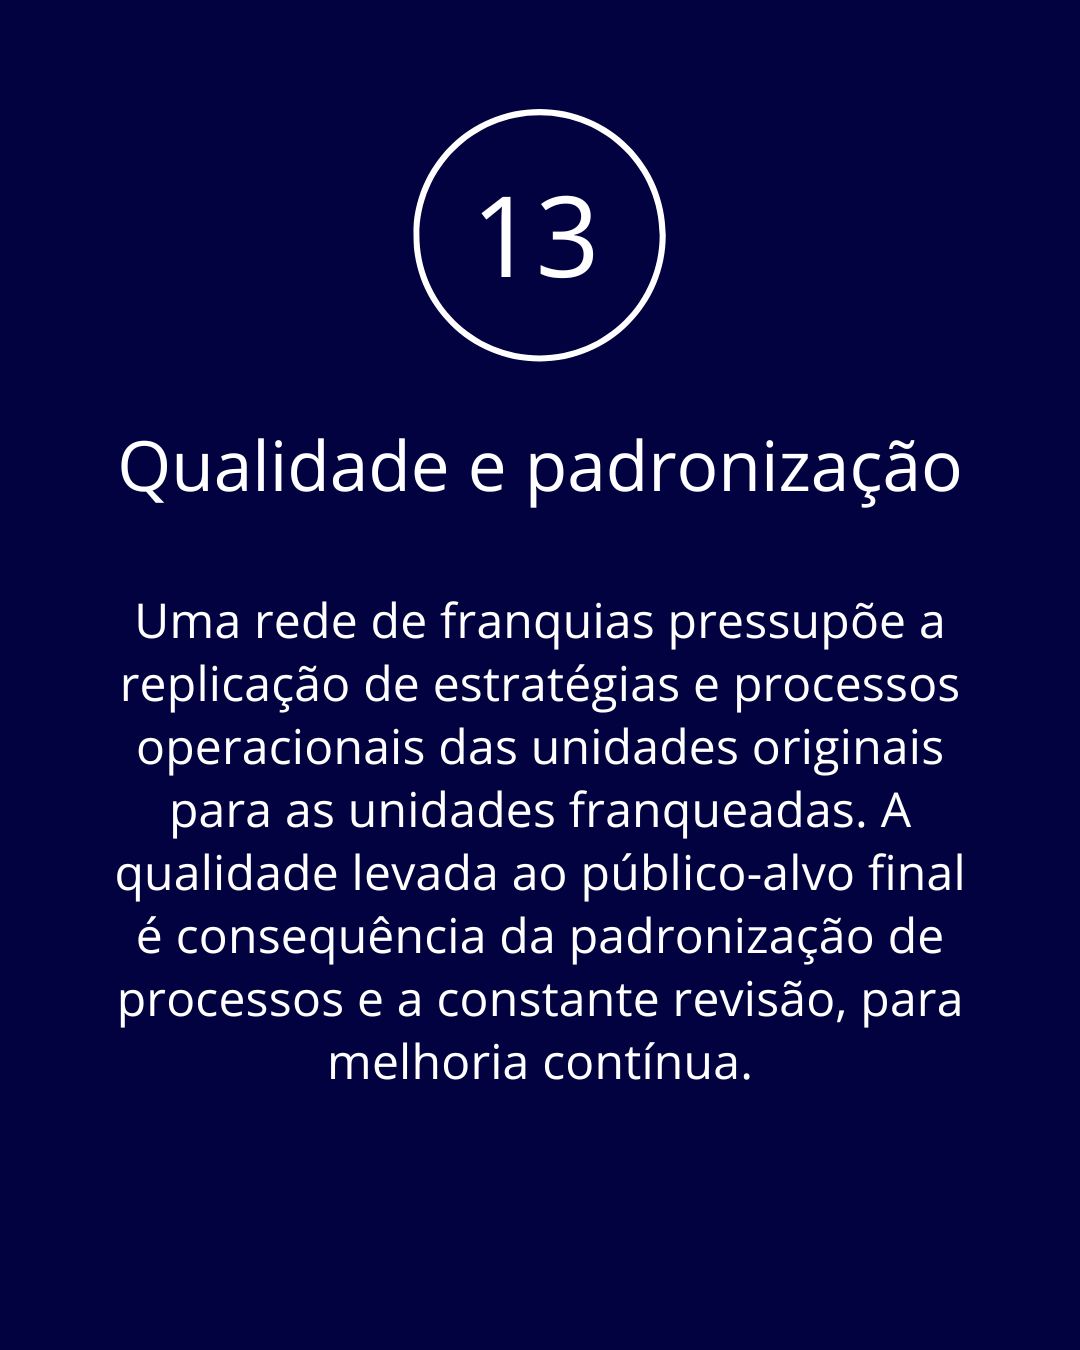 13
Qualidade e padronização
Uma rede de franquias pressupõe a
replicação de estratégias e processos
operacionais das unidades originais
para as unidades franqueadas. A
qualidade levada ao público-alvo final
é consequência da padronização de
processos e a constante revisão, para
melhoria contínua.